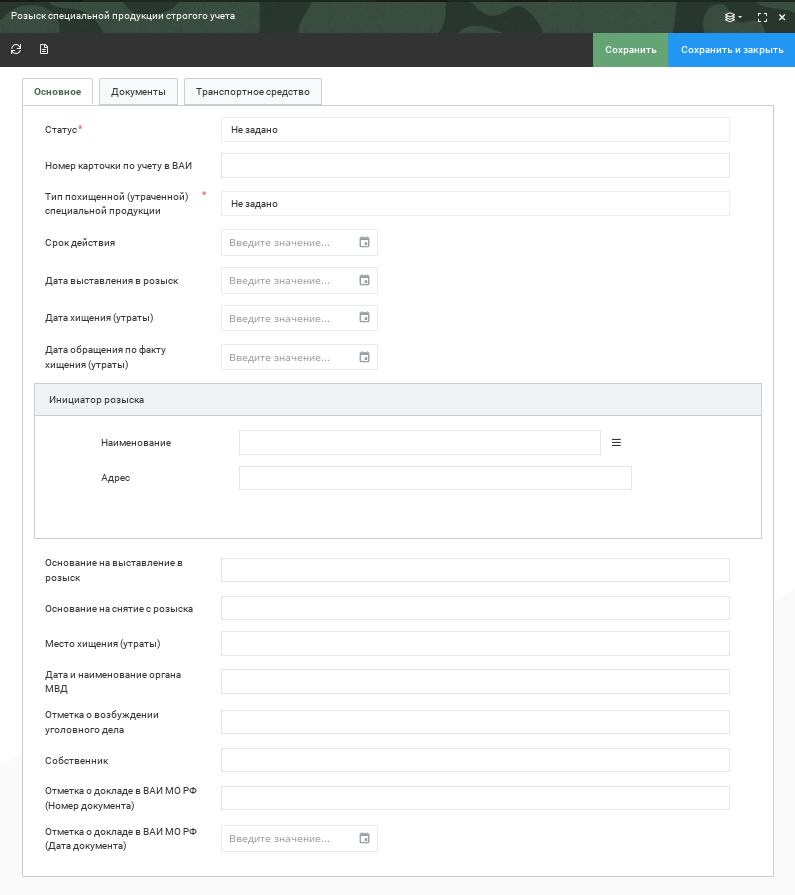 Розыск специальной продукции строгого учета
Сохранить
Сохранить и закрыть
Основное
Документы
Транспортное средство
Статус*
Не задано
Номер карточки по учету в ВАИ
Тип похищенной (утраченной) *
специальной продукции
Не задано
Срок действия
Введите значение...
Дата выставления в розыск
Введите значение...
Дата хищения (утраты)
Введите значение...
Дата обращения по факту
хищения (утраты)
Введите значение...
Инициатор розыска
Наименование
Адрес
Основание на выставление в
розыск
Основание на снятие с розыска
Место хищения (утраты)
Дата и наименование органа
МВД
Отметка о возбуждении
уголовного дела
Собственник
Отметка о докладе в ВАИ МО РФ
(Номер документа)
Отметка о докладе в ВАИ МО РФ
(Дата документа)
Введите значение...